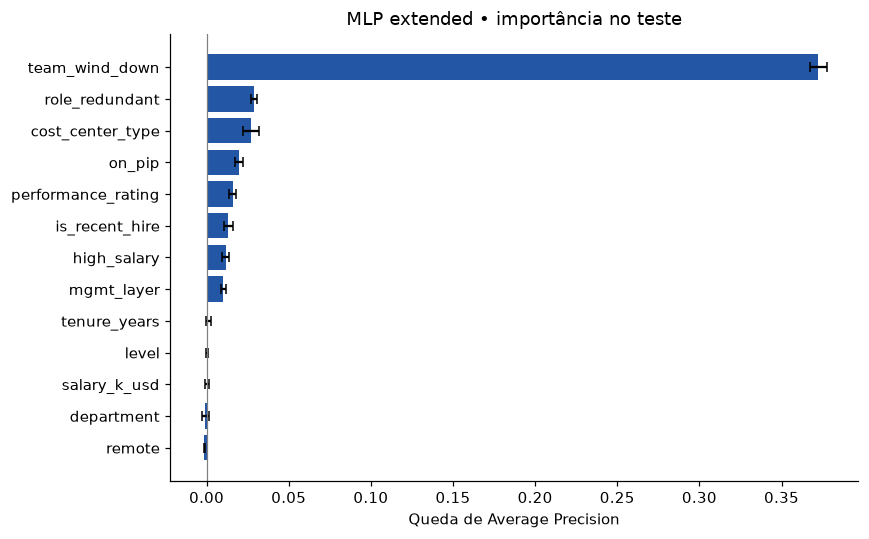 MLP extended • importância no teste
team_wind_down
role_redundant
cost_center_type
on_pip
performance_rating
is_recent_hire
high_salary
mgmt_layer
tenure_years
level
salary_k_usd
department
remote
0.00 0.05 0.10 0.15 0.20 0.25 0.30 0.35
Queda de Average Precision